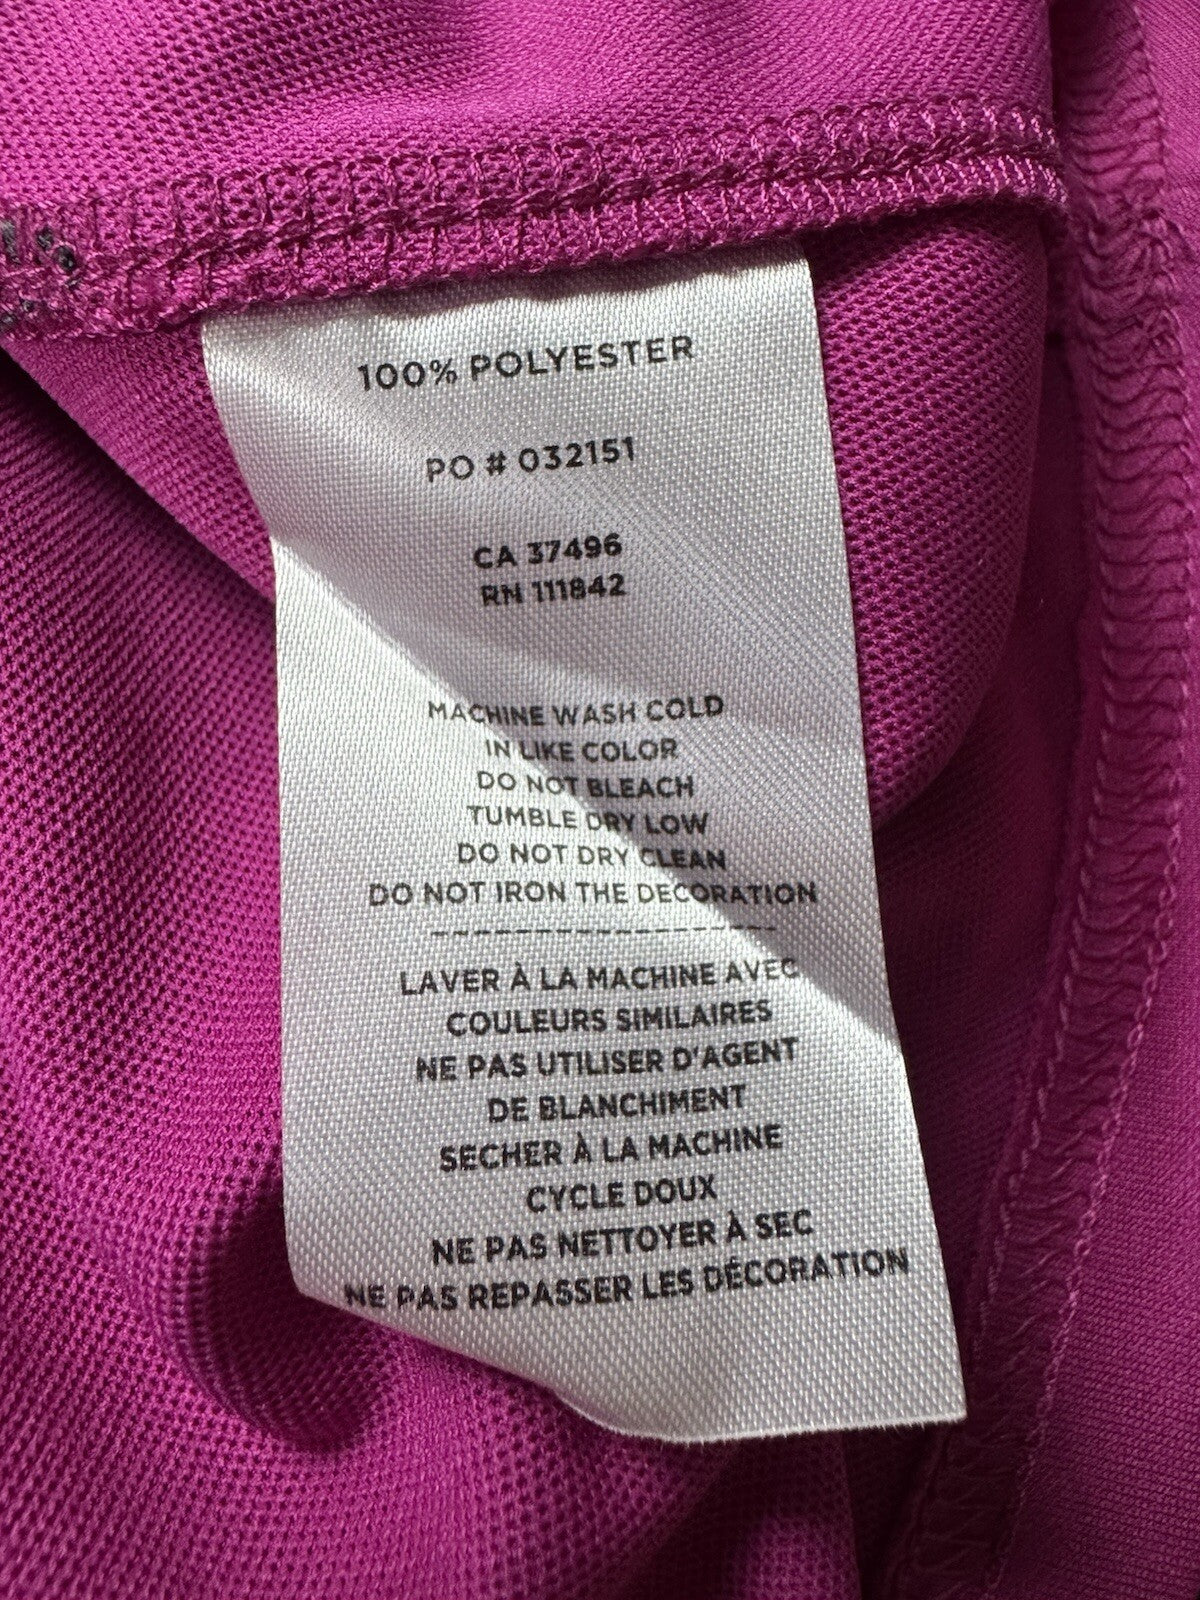 100% POLYESTER
PO # 032151
CA 37496
RN 111842
MACHINE WASH COLD
IN LIKE COLOR
DO NOT BLEACH
TUMBLE DRY LOW
DO NOT DRY CLEAN
DO NOT IRON THE DECORATION
--------------------
LAVER À LA MACHINE AVEC
COULEURS SIMILAIRES
NE PAS UTILISER D'AGENT
DE BLANCHIMENT
SECHER À LA MACHINE
CYCLE DOUX
NE PAS NETTOYER À SEC
NE PAS REPASSER LES DÉCORATION